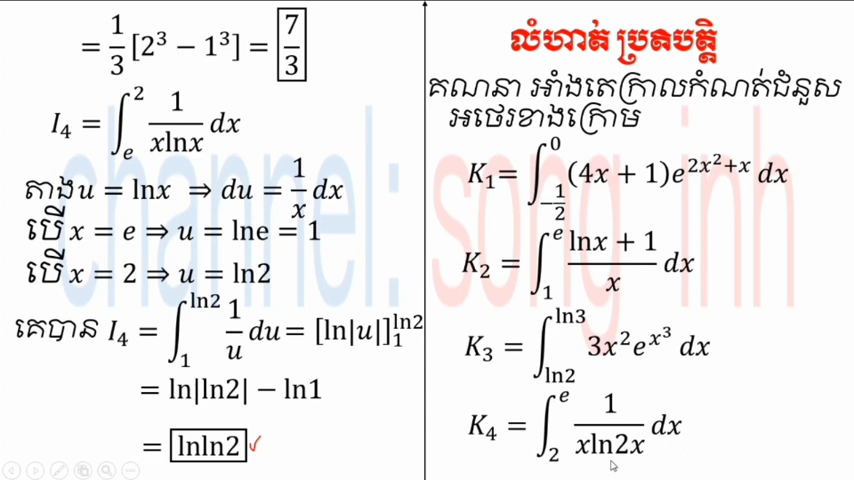 = 1/3 [2³ − 1³] = 7/3
I₄ = ∫ₑ² 1/(xlnx) dx
តាង u = lnx ⇒ du = 1/x dx
បើ x = e ⇒ u = lne = 1
បើ x = 2 ⇒ u = ln2
គេបាន I₄ = ∫₁^(ln2) 1/u du = [ln|u|]₁^(ln2)
= ln|ln2| − ln1
= lnln2 ✓
លំហាត់ ប្រតិបត្តិ
គណនា អាំងតេក្រាលកំណត់ជំនួស
អថេរខាងក្រោម
K₁= ∫_(−1/2)^0 (4x + 1)e^(2x²+x) dx
K₂ = ∫₁^e (lnx + 1)/x dx
K₃ = ∫_(ln2)^(ln3) 3x²e^(x³) dx
K₄ = ∫₂^e 1/(xln2x) dx
channel: song inh